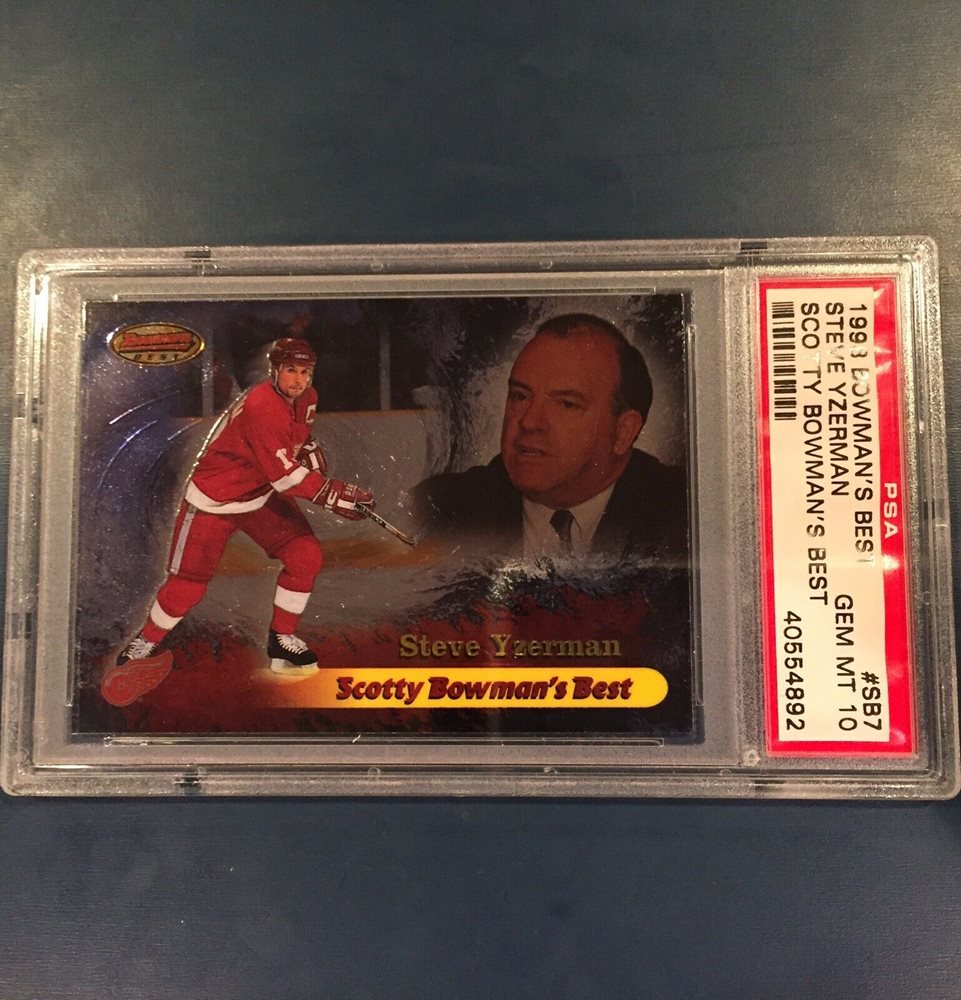 BEST
C
Steve Yzerman
Scotty Bowman's Best
PSA
1998 BOWMAN'S BEST #SB7
STEVE YZERMAN GEM MT 10
SCOTTY BOWMAN'S BEST 40554892